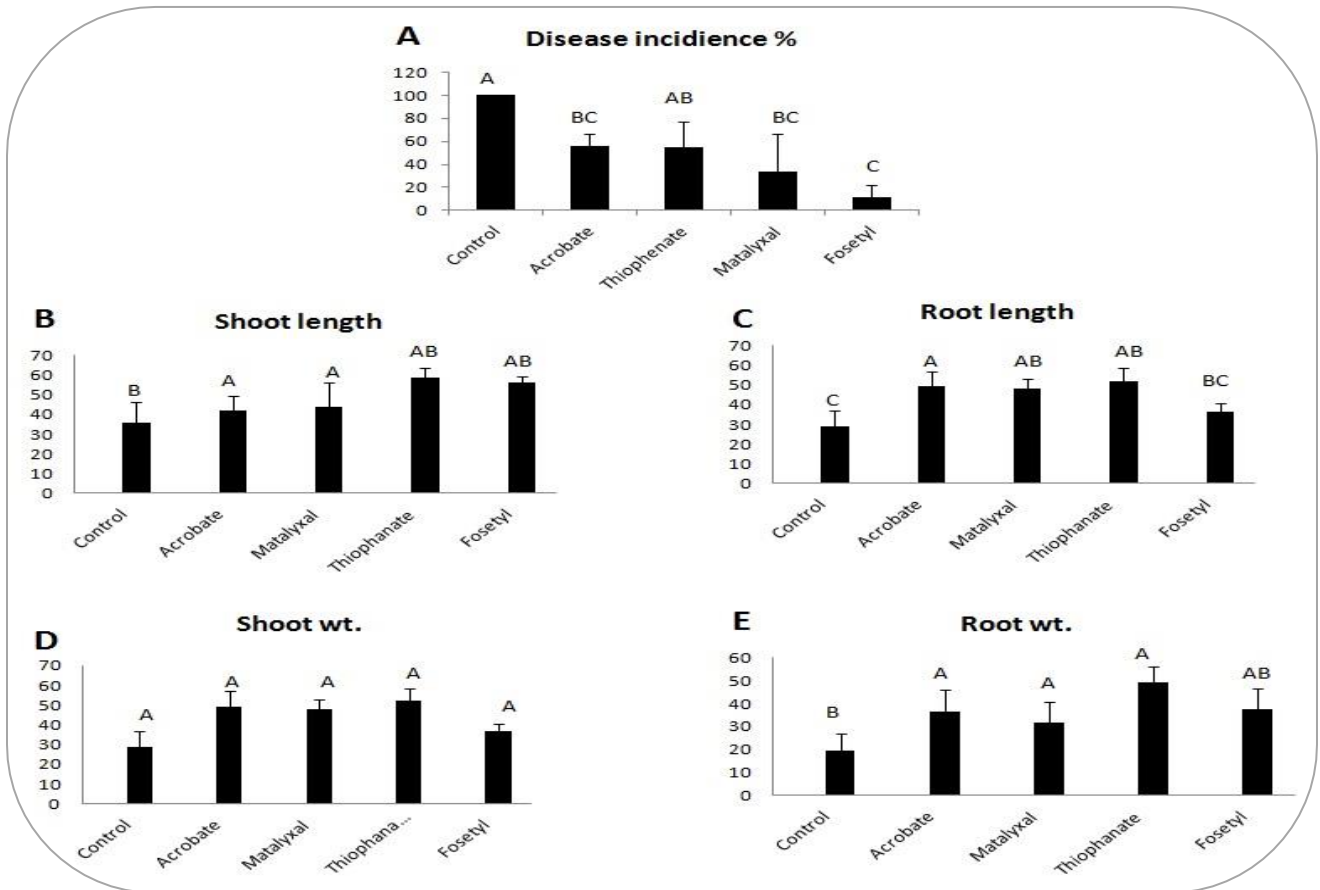 A
Disease incidience %
120
100
80
60
40
20
0
A
BC
AB
BC
C
Control
Acrobate
Thiophenate
Matalyxal
Fosetyl
B
Shoot length
70
60
50
40
30
20
10
0
B
A
A
AB
AB
Control
Acrobate
Matalyxal
Thiophanate
Fosetyl
C
Root length
70
60
50
40
30
20
10
0
C
A
AB
AB
BC
Control
Acrobate
Matalyxal
Thiophanate
Fosetyl
D
Shoot wt.
70
60
50
40
30
20
10
0
A
A
A
A
A
Control
Acrobate
Matalyxal
Thiophana...
Fosetyl
E
Root wt.
60
50
40
30
20
10
0
B
A
A
A
AB
Control
Acrobate
Matalyxal
Thiophanate
Fosetyl